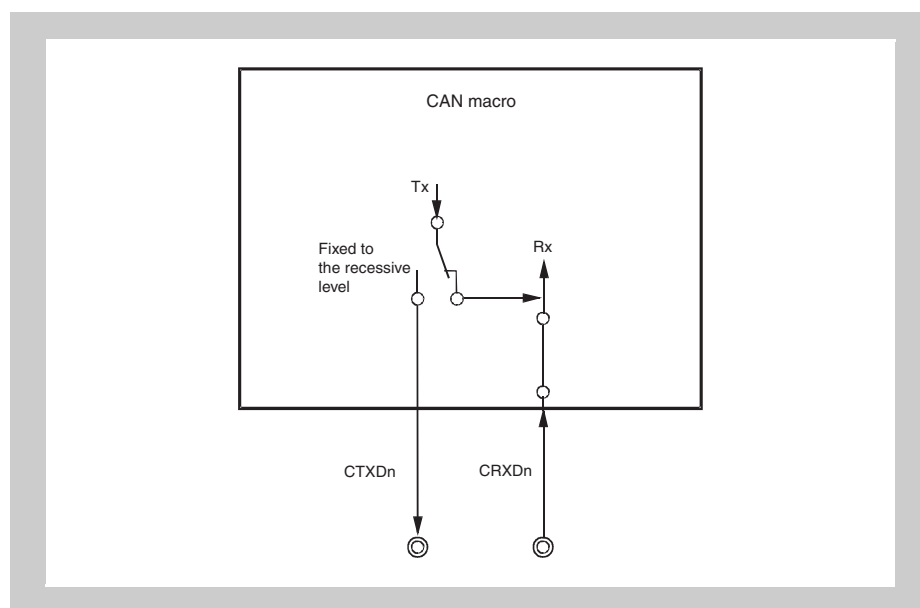 CAN macro
Tx
Fixed to
the recessive
level
Rx
CTXDn
CRXDn